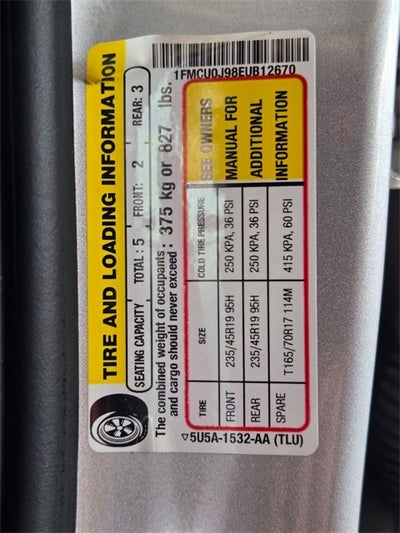 1FMCU0J98EUB12670
TIRE AND LOADING INFORMATION
SEATING CAPACITY TOTAL : 5 FRONT: 2 REAR: 3
The combined weight of occupants
and cargo should never exceed : 375 kg or 827 lbs.
TIRE SIZE COLD TIRE PRESSURE SEE OWNERS
FRONT 235/45R19 95H 250 KPA, 36 PSI MANUAL FOR
REAR 235/45R19 95H 250 KPA, 36 PSI ADDITIONAL
SPARE T165/70R17 114M 415 KPA, 60 PSI INFORMATION
5U5A-1532-AA (TLU)